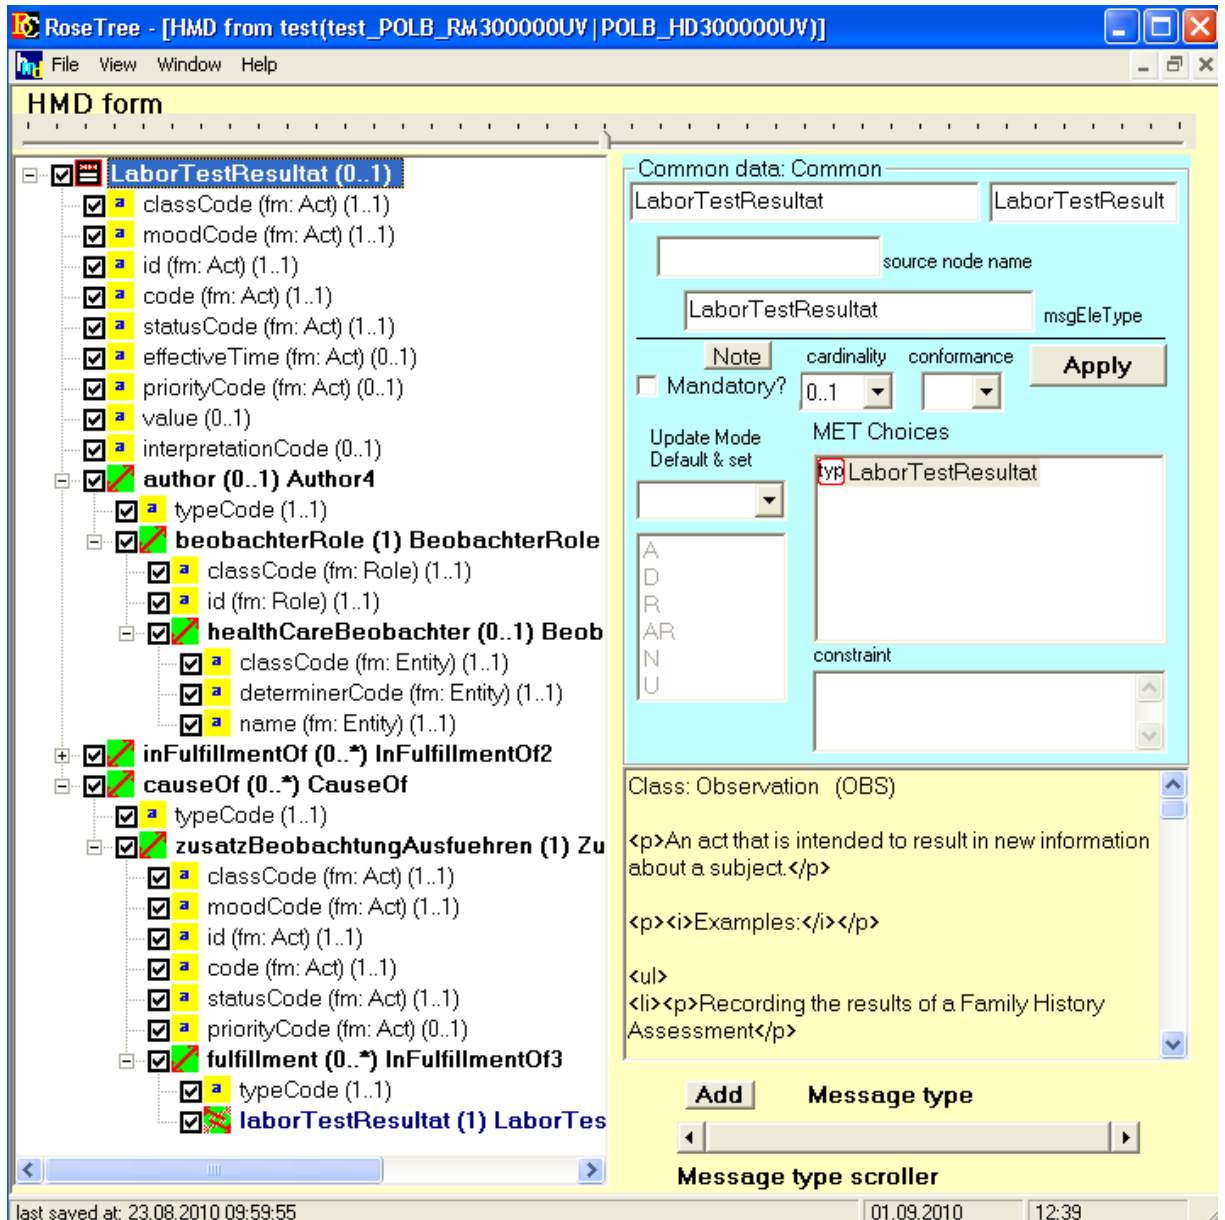 RoseTree - [HMD from test(test_POLB_RM300000UV|POLB_HD300000UV)]
File View Window Help
HMD form
LaborTestResultat (0..1)
a classCode (fm: Act) (1..1)
a moodCode (fm: Act) (1..1)
a id (fm: Act) (1..1)
a code (fm: Act) (1..1)
a statusCode (fm: Act) (1..1)
a effectiveTime (fm: Act) (0..1)
a priorityCode (fm: Act) (0..1)
a value (0..1)
a interpretationCode (0..1)
author (0..1) Author4
a typeCode (1..1)
beobachterRole (1) BeobachterRole
a classCode (fm: Role) (1..1)
a id (fm: Role) (1..1)
healthCareBeobachter (0..1) Beob
a classCode (fm: Entity) (1..1)
a determinerCode (fm: Entity) (1..1)
a name (fm: Entity) (1..1)
inFulfillmentOf (0..*) InFulfillmentOf2
causeOf (0..*) CauseOf
a typeCode (1..1)
zusatzBeobachtungAusfuehren (1) Zu
a classCode (fm: Act) (1..1)
a moodCode (fm: Act) (1..1)
a id (fm: Act) (1..1)
a code (fm: Act) (1..1)
a statusCode (fm: Act) (1..1)
a priorityCode (fm: Act) (0..1)
fulfillment (0..*) InFulfillmentOf3
a typeCode (1..1)
laborTestResultat (1) LaborTes
Common data: Common
LaborTestResultat LaborTestResult
source node name
LaborTestResultat msgEleType
Note cardinality conformance Apply
Mandatory? 0..1
Update Mode
Default & set
MET Choices
typ LaborTestResultat
A
D
R
AR
N
U
constraint
Class: Observation (OBS)
<p>An act that is intended to result in new information
about a subject.</p>
<p><i>Examples:</i></p>
<ul>
<li><p>Recording the results of a Family History
Assessment</p>
Add Message type
Message type scroller
last saved at: 23.08.2010 09:59:55 01.09.2010 12:39